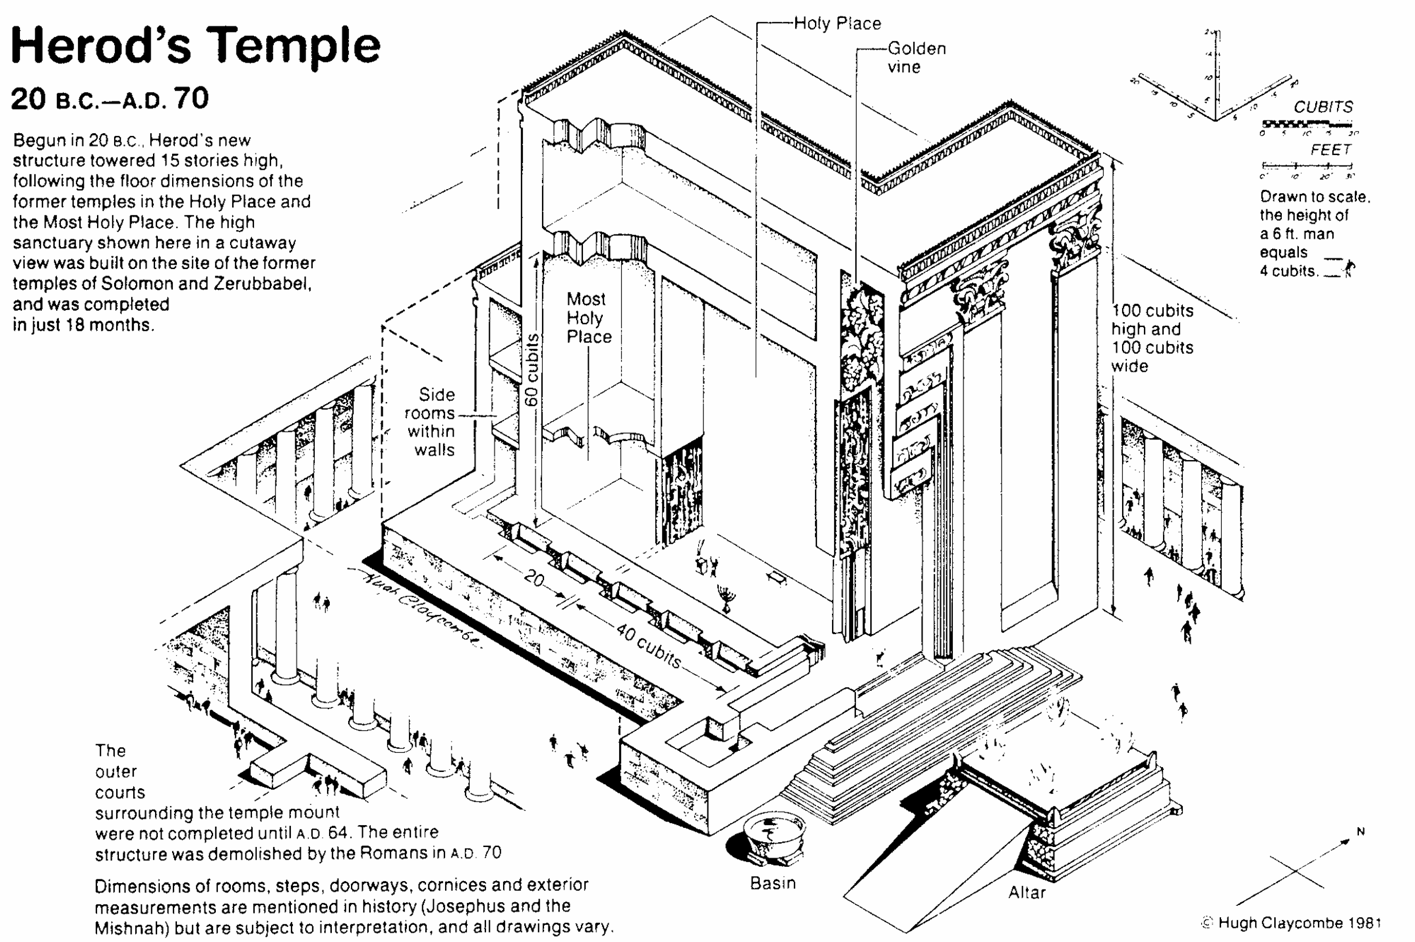 Herod's Temple
20 B.C.—A.D. 70
Begun in 20 B.C., Herod's new
structure towered 15 stories high,
following the floor dimensions of the
former temples in the Holy Place and
the Most Holy Place. The high
sanctuary shown here in a cutaway
view was built on the site of the former
temples of Solomon and Zerubbabel,
and was completed
in just 18 months.
Holy Place
Golden
vine
CUBITS
FEET
Drawn to scale,
the height of
a 6 ft. man
equals
4 cubits.
Most
Holy
Place
60 cubits
100 cubits
high and
100 cubits
wide
Side
rooms
within
walls
20
40 cubits
Hugh Claycombe
The
outer
courts
surrounding the temple mount
were not completed until A.D. 64. The entire
structure was demolished by the Romans in A.D. 70
Dimensions of rooms, steps, doorways, cornices and exterior
measurements are mentioned in history (Josephus and the
Mishnah) but are subject to interpretation, and all drawings vary.
Basin
Altar
N
© Hugh Claycombe 1981